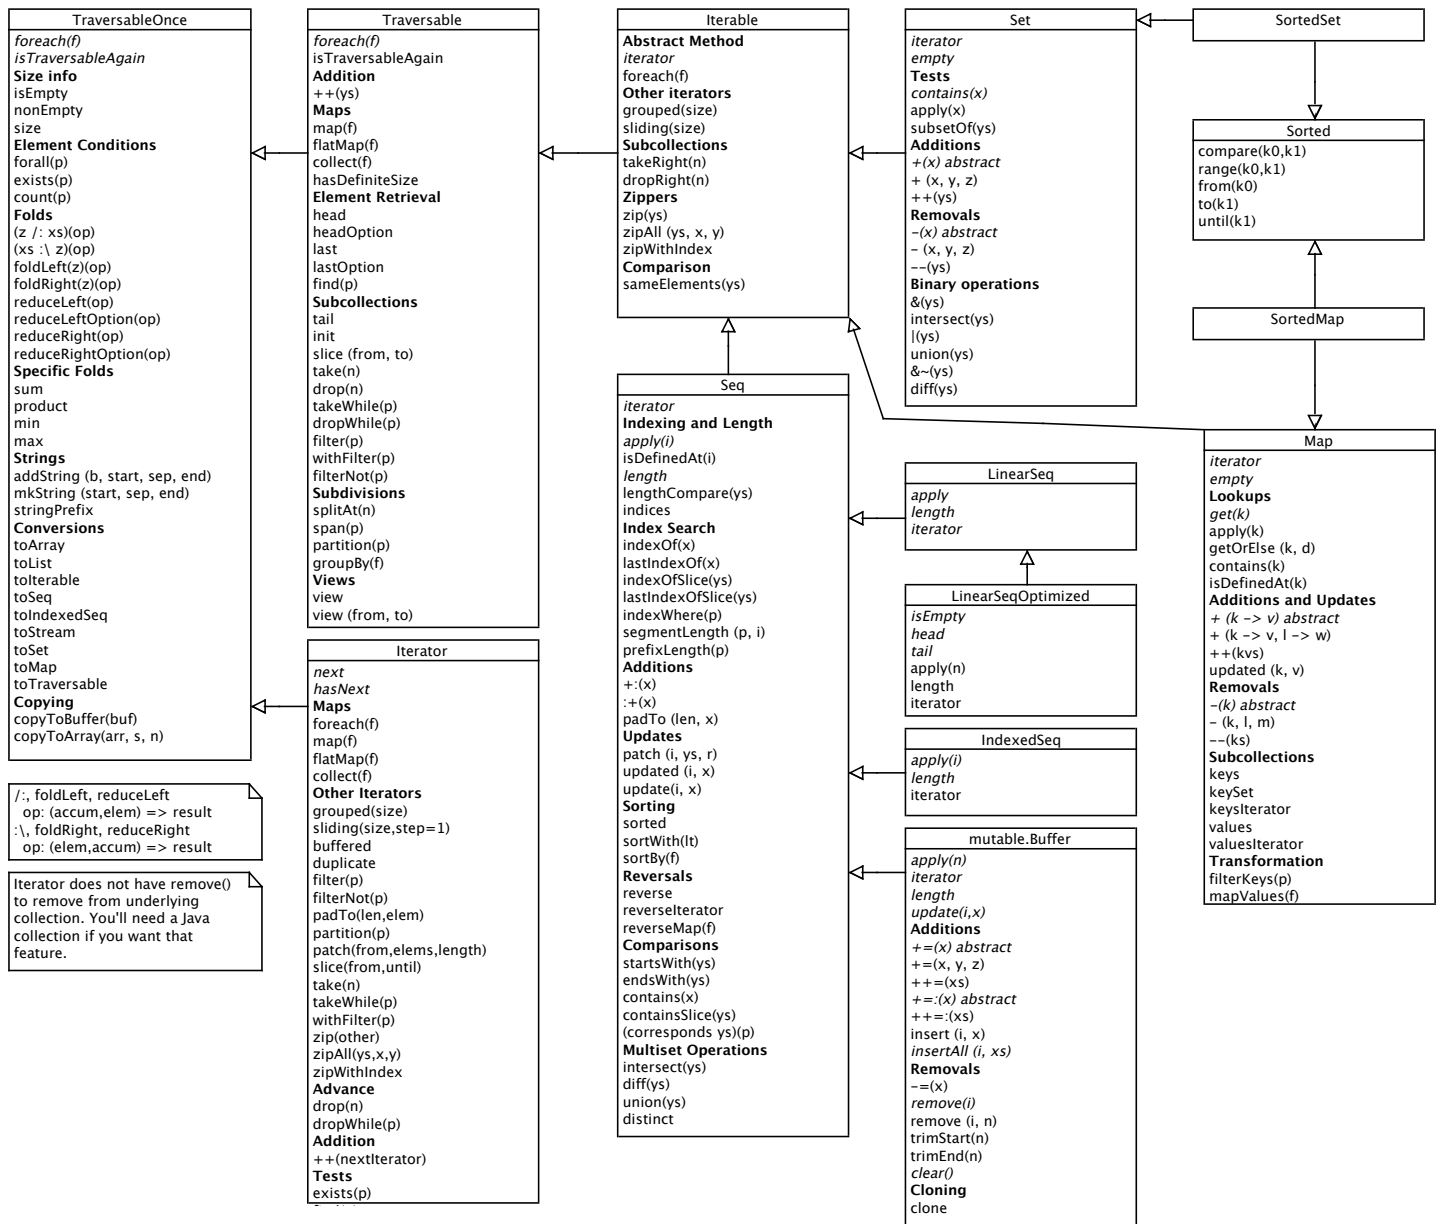 TraversableOnce
foreach(f)
isTraversableAgain
Size info
isEmpty
nonEmpty
size
Element Conditions
forall(p)
exists(p)
count(p)
Folds
(z /: xs)(op)
(xs :\ z)(op)
foldLeft(z)(op)
foldRight(z)(op)
reduceLeft(op)
reduceLeftOption(op)
reduceRight(op)
reduceRightOption(op)
Specific Folds
sum
product
min
max
Strings
addString (b, start, sep, end)
mkString (start, sep, end)
stringPrefix
Conversions
toArray
toList
toIterable
toSeq
toIndexedSeq
toStream
toSet
toMap
toTraversable
Copying
copyToBuffer(buf)
copyToArray(arr, s, n)
/:, foldLeft, reduceLeft
op: (accum,elem) => result
:\, foldRight, reduceRight
op: (elem,accum) => result
Iterator does not have remove()
to remove from underlying
collection. You'll need a Java
collection if you want that
feature.
Traversable
foreach(f)
isTraversableAgain
Addition
++(ys)
Maps
map(f)
flatMap(f)
collect(f)
hasDefiniteSize
Element Retrieval
head
headOption
last
lastOption
find(p)
Subcollections
tail
init
slice (from, to)
take(n)
drop(n)
takeWhile(p)
dropWhile(p)
filter(p)
withFilter(p)
filterNot(p)
Subdivisions
splitAt(n)
span(p)
partition(p)
groupBy(f)
Views
view
view (from, to)
Iterator
next
hasNext
Maps
foreach(f)
map(f)
flatMap(f)
collect(f)
Other Iterators
grouped(size)
sliding(size,step=1)
buffered
duplicate
filter(p)
filterNot(p)
padTo(len,elem)
partition(p)
patch(from,elems,length)
slice(from,until)
take(n)
takeWhile(p)
withFilter(p)
zip(other)
zipAll(ys,x,y)
zipWithIndex
Advance
drop(n)
dropWhile(p)
Addition
++(nextIterator)
Tests
exists(p)
Iterable
Abstract Method
iterator
foreach(f)
Other iterators
grouped(size)
sliding(size)
Subcollections
takeRight(n)
dropRight(n)
Zippers
zip(ys)
zipAll (ys, x, y)
zipWithIndex
Comparison
sameElements(ys)
Seq
iterator
Indexing and Length
apply(i)
isDefinedAt(i)
length
lengthCompare(ys)
indices
Index Search
indexOf(x)
lastIndexOf(x)
indexOfSlice(ys)
lastIndexOfSlice(ys)
indexWhere(p)
segmentLength (p, i)
prefixLength(p)
Additions
+:(x)
:+(x)
padTo (len, x)
Updates
patch (i, ys, r)
updated (i, x)
update(i, x)
Sorting
sorted
sortWith(lt)
sortBy(f)
Reversals
reverse
reverseIterator
reverseMap(f)
Comparisons
startsWith(ys)
endsWith(ys)
contains(x)
containsSlice(ys)
(corresponds ys)(p)
Multiset Operations
intersect(ys)
diff(ys)
union(ys)
distinct
Set
iterator
empty
Tests
contains(x)
apply(x)
subsetOf(ys)
Additions
+(x) abstract
+ (x, y, z)
++(ys)
Removals
-(x) abstract
- (x, y, z)
--(ys)
Binary operations
&(ys)
intersect(ys)
|(ys)
union(ys)
&~(ys)
diff(ys)
LinearSeq
apply
length
iterator
LinearSeqOptimized
isEmpty
head
tail
apply(n)
length
iterator
IndexedSeq
apply(i)
length
iterator
mutable.Buffer
apply(n)
iterator
length
update(i,x)
Additions
+=(x) abstract
+=(x, y, z)
++=(xs)
+=:(x) abstract
++=:(xs)
insert (i, x)
insertAll (i, xs)
Removals
-=(x)
remove(i)
remove (i, n)
trimStart(n)
trimEnd(n)
clear()
Cloning
clone
SortedSet
Sorted
compare(k0,k1)
range(k0,k1)
from(k0)
to(k1)
until(k1)
SortedMap
Map
iterator
empty
Lookups
get(k)
apply(k)
getOrElse (k, d)
contains(k)
isDefinedAt(k)
Additions and Updates
+ (k -> v) abstract
+ (k -> v, l -> w)
++(kvs)
updated (k, v)
Removals
-(k) abstract
- (k, l, m)
--(ks)
Subcollections
keys
keySet
keysIterator
values
valuesIterator
Transformation
filterKeys(p)
mapValues(f)